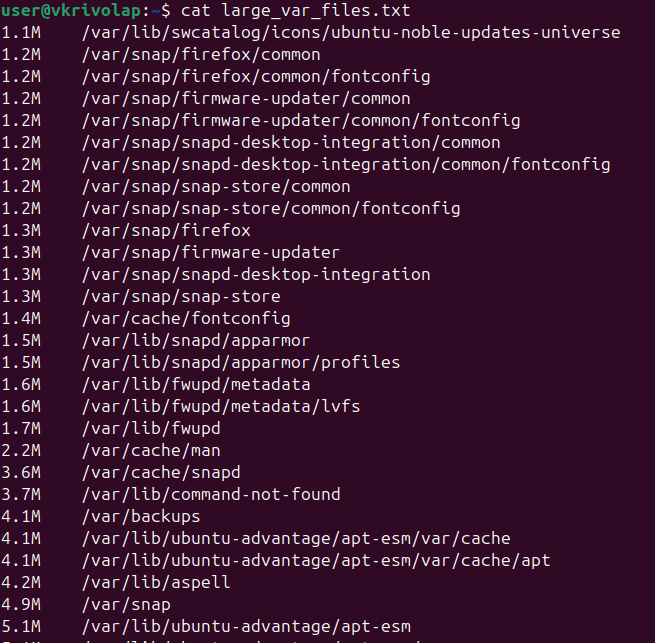 user@vkrivolap:~$ cat large_var_files.txt
1.1M	/var/lib/swcatalog/icons/ubuntu-noble-updates-universe
1.2M	/var/snap/firefox/common
1.2M	/var/snap/firefox/common/fontconfig
1.2M	/var/snap/firmware-updater/common
1.2M	/var/snap/firmware-updater/common/fontconfig
1.2M	/var/snap/snapd-desktop-integration/common
1.2M	/var/snap/snapd-desktop-integration/common/fontconfig
1.2M	/var/snap/snap-store/common
1.2M	/var/snap/snap-store/common/fontconfig
1.3M	/var/snap/firefox
1.3M	/var/snap/firmware-updater
1.3M	/var/snap/snapd-desktop-integration
1.3M	/var/snap/snap-store
1.4M	/var/cache/fontconfig
1.5M	/var/lib/snapd/apparmor
1.5M	/var/lib/snapd/apparmor/profiles
1.6M	/var/lib/fwupd/metadata
1.6M	/var/lib/fwupd/metadata/lvfs
1.7M	/var/lib/fwupd
2.2M	/var/cache/man
3.6M	/var/cache/snapd
3.7M	/var/lib/command-not-found
4.1M	/var/backups
4.1M	/var/lib/ubuntu-advantage/apt-esm/var/cache
4.1M	/var/lib/ubuntu-advantage/apt-esm/var/cache/apt
4.2M	/var/lib/aspell
4.9M	/var/snap
5.1M	/var/lib/ubuntu-advantage/apt-esm